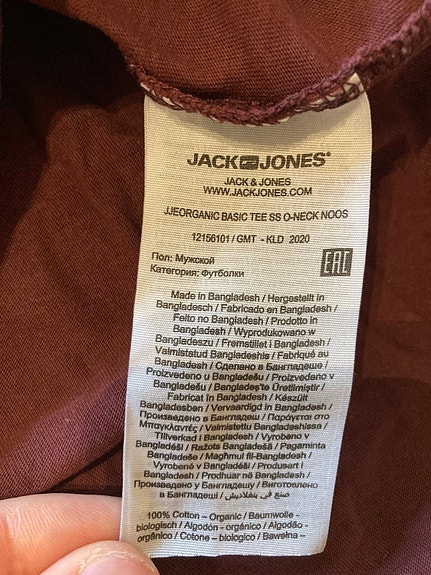 JACK JONES®
JACK & JONES
WWW.JACKJONES.COM
JJEORGANIC BASIC TEE SS O-NECK NOOS
12156101 / GMT - KLD 2020
Пол: Мужской
Категория: Футболки
EAC
Made in Bangladesh / Hergestellt in
Bangladesch / Fabricado en Bangladesh /
Feito no Bangladesh / Prodotto in
Bangladesh / Wyprodukowano w
Bangladeszu / Fremstillet i Bangladesh /
Valmistatud Bangladeshis / Fabriqué au
Bangladesh / Сделано в Бангладеше /
Proizvedeno u Bangladešu / Proizvedeno v
Bangladešu / Bangladeş'te Üretilmiştir /
Fabricat în Bangladesh / Készült
Bangladesben / Vervaardigd in Bangladesh /
Произведено в Бангладеш / Παράγεται στο
Μπαγκλαντές / Valmistettu Bangladeshissa /
Tillverkad i Bangladesh / Vyrobeno v
Bangladéši / Ražots Bangladešā / Pagaminta
Bangladeše / Maghmul fil-Bangladesh /
Vyrobené v Bangladéši / Produsert i
Bangladesh / Prodhuar në Bangladesh /
Произведено у Бангладешу / Виготовлено
в Бангладеші / صنع في بنغلاديش
100% Cotton - Organic / Baumwolle -
biologisch / Algodón - orgánico / Algodão -
orgânico / Cotone - biologico / Bawełna –